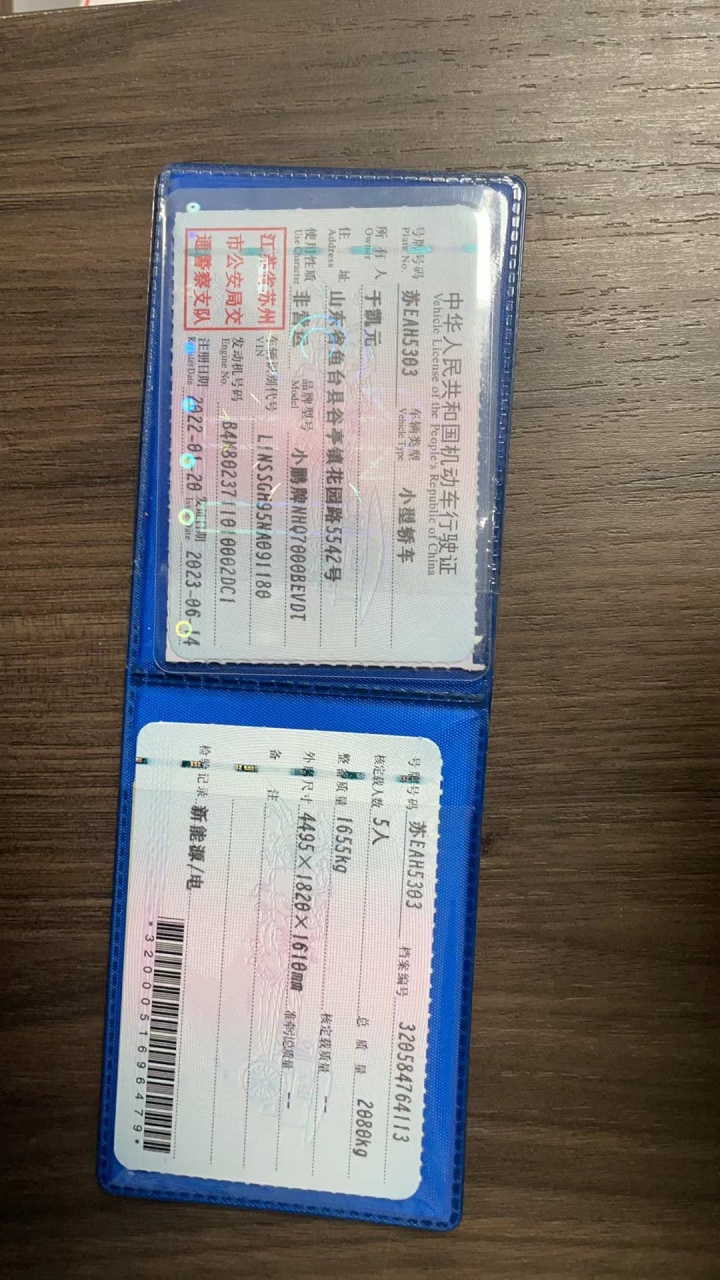 中华人民共和国机动车行驶证
Vehicle License of the People's Republic of China
号牌号码 苏EAH5303 车辆类型 小型轿车
Plate No. Vehicle Type
所有人 于凯元
Owner
住址 山东省鱼台县谷亭镇花园路5542号
Address
使用性质 非营运 品牌型号 小鹏牌NHQ7000BEVDT
Use Character Model
江苏省苏州
市公安局交
通警察支队
车辆识别代号 L1NSSGH95NA091180
VIN
发动机号码 B4N8023711010002DC1
Engine No.
注册日期 2022-01-20 发证日期 2023-06-14
Register Date Issue Date
号牌号码 苏EAH5303 档案编号 320584764113
核定载人数 5人 总质量 2080kg
整备质量 1655kg 核定载质量 --
外廓尺寸 4495×1820×1610mm 准牵引总质量 --
备注
检验记录 新能源/电
*3200051696479*